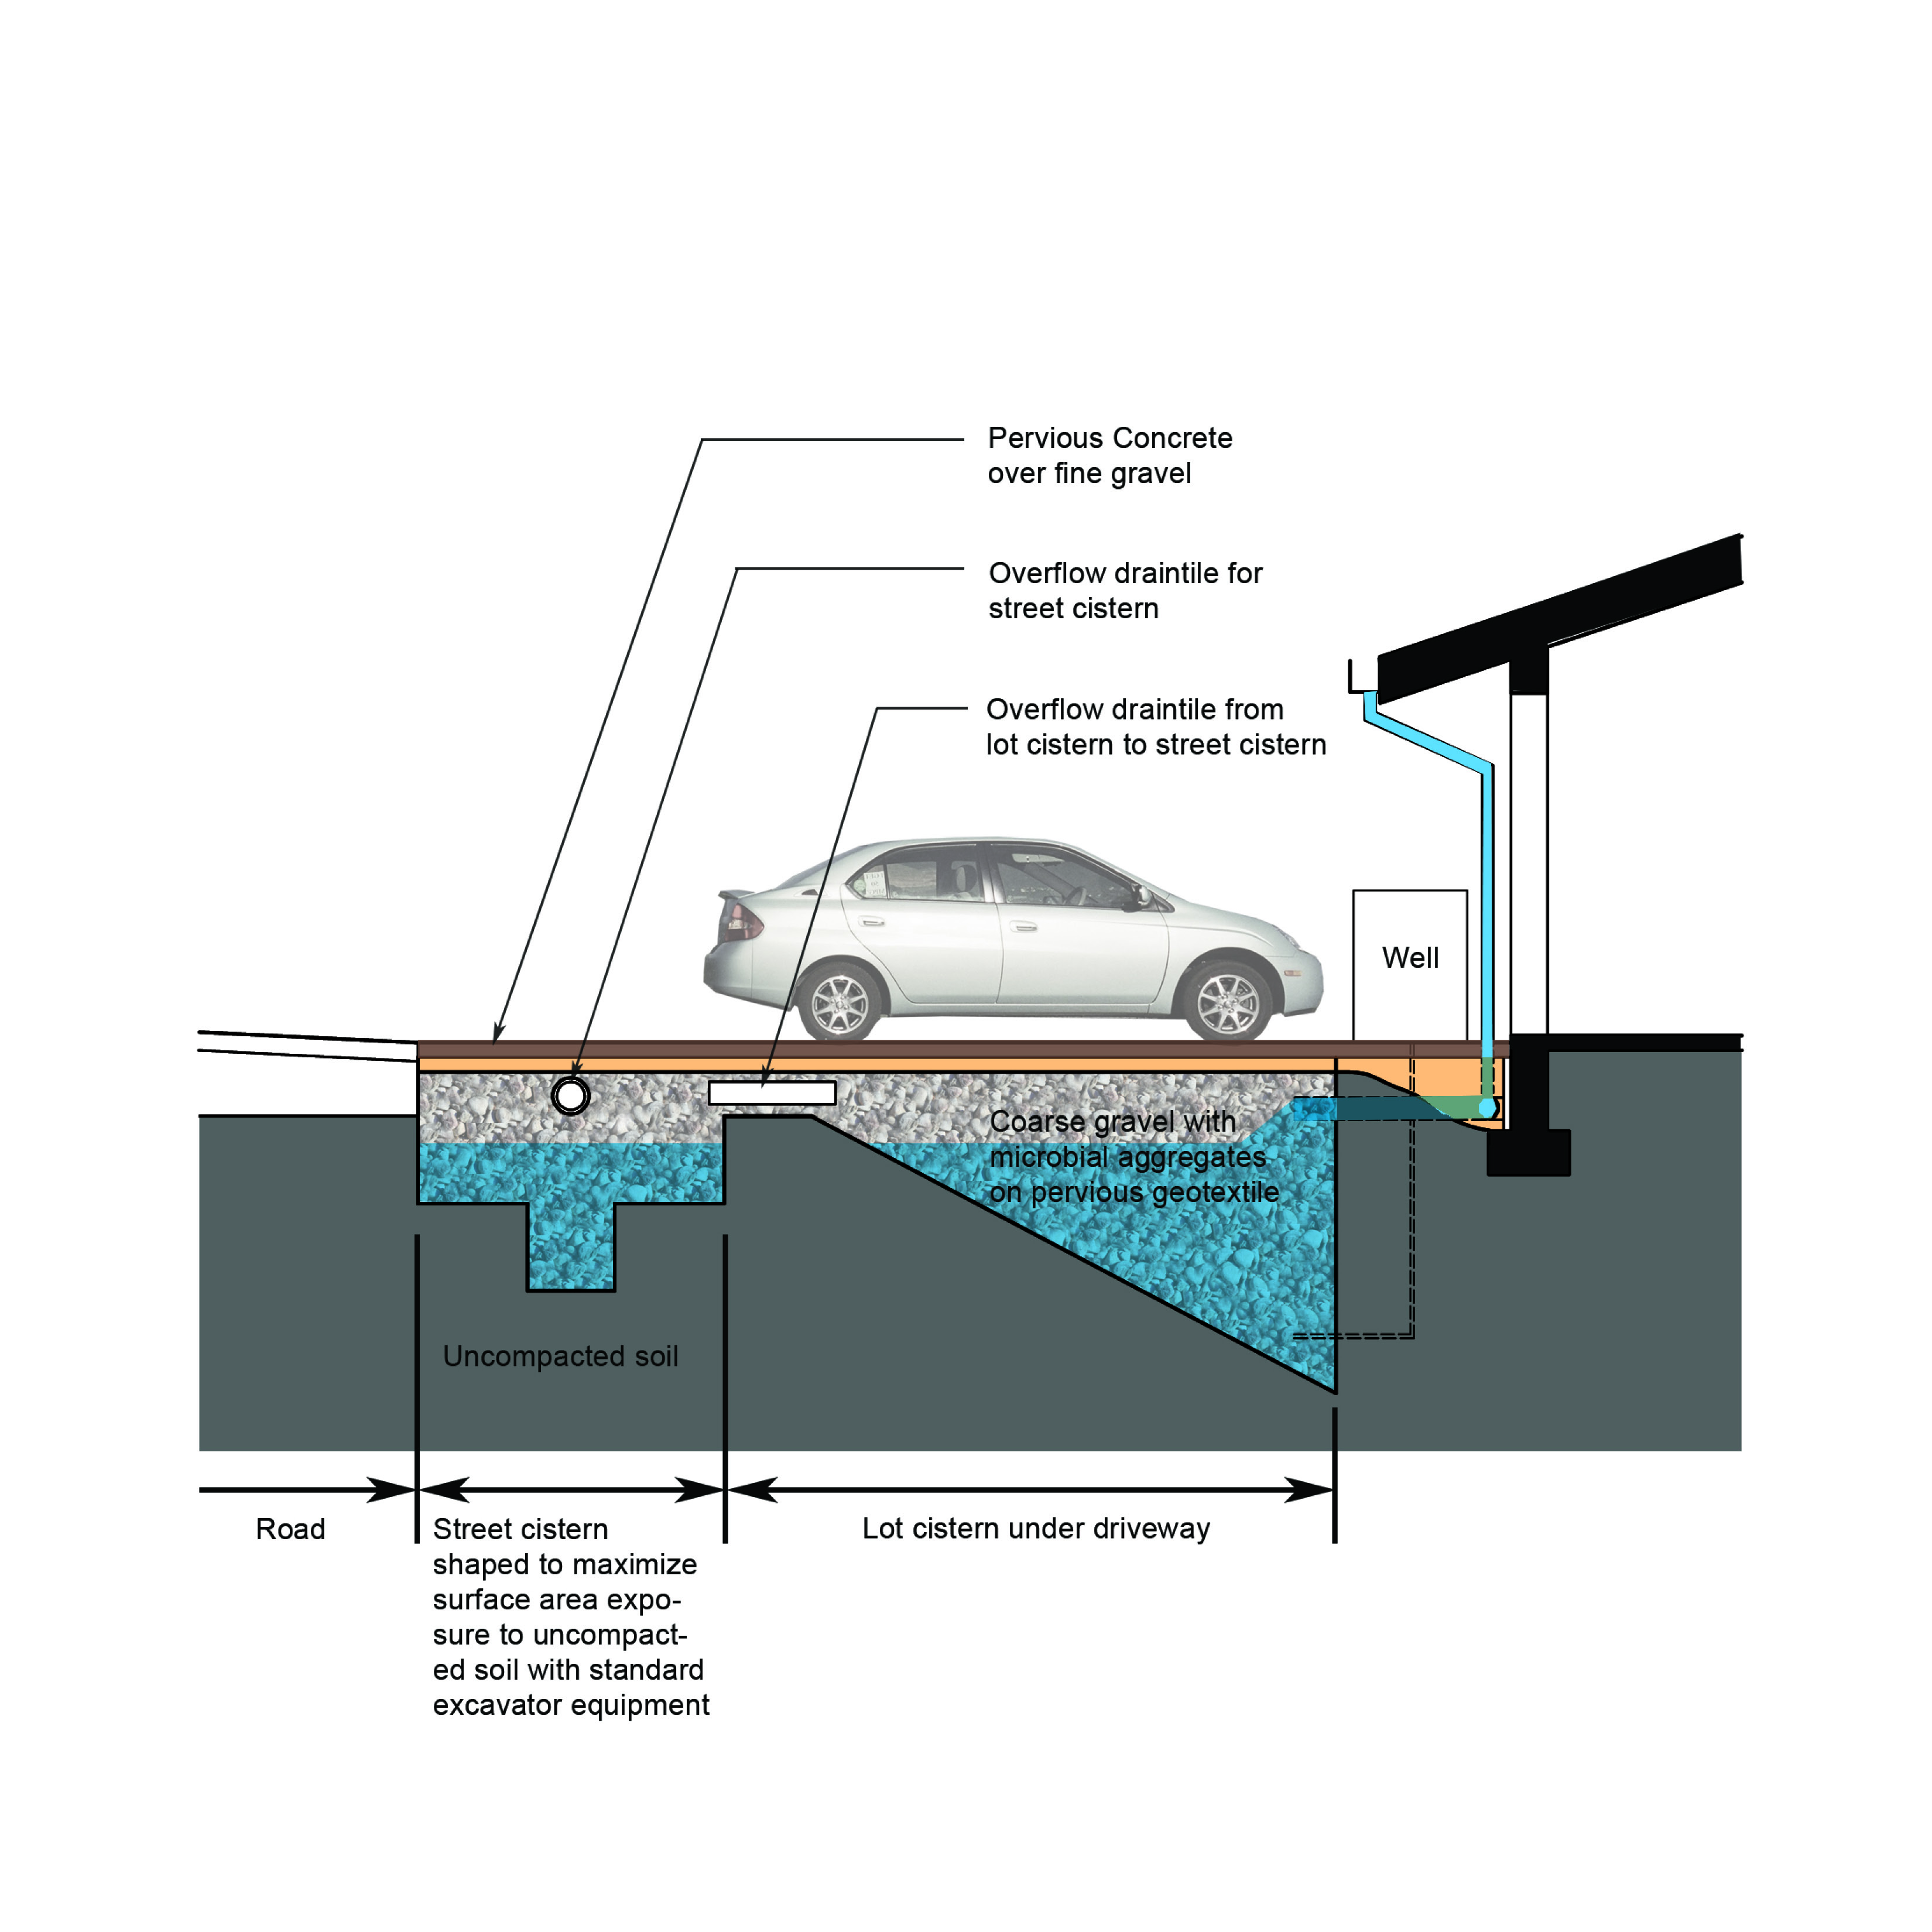 Pervious Concrete
over fine gravel
Overflow draintile for
street cistern
Overflow draintile from
lot cistern to street cistern
Well
Coarse gravel with
microbial aggregates
on pervious geotextile
Uncompacted soil
Road
Street cistern
shaped to maximize
surface area expo-
sure to uncompact-
ed soil with standard
excavator equipment
Lot cistern under driveway